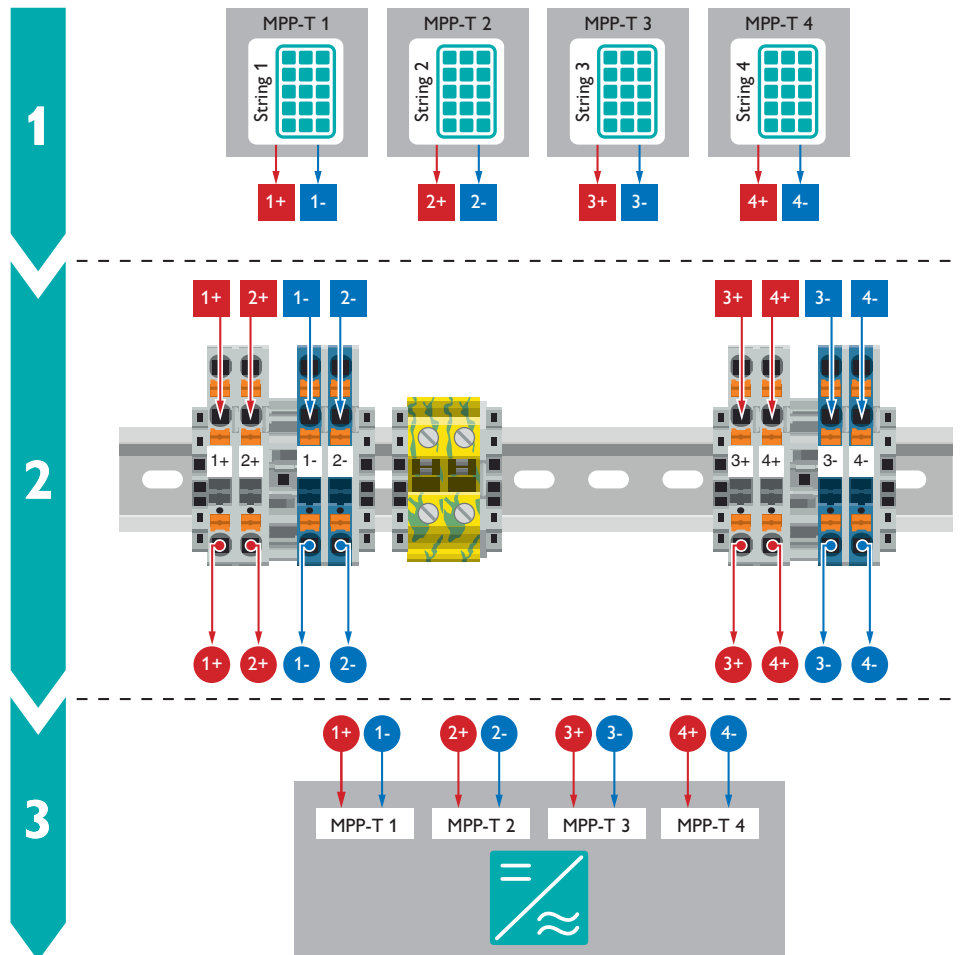 1
MPP-T 1 MPP-T 2 MPP-T 3 MPP-T 4
String 1 String 2 String 3 String 4
1+ 1- 2+ 2- 3+ 3- 4+ 4-
2
1+ 2+ 1- 2- 3+ 4+ 3- 4-
1+ 2+ 1- 2- 3+ 4+ 3- 4-
1+ 2+ 1- 2- 3+ 4+ 3- 4-
3
1+ 1- 2+ 2- 3+ 3- 4+ 4-
MPP-T 1 MPP-T 2 MPP-T 3 MPP-T 4